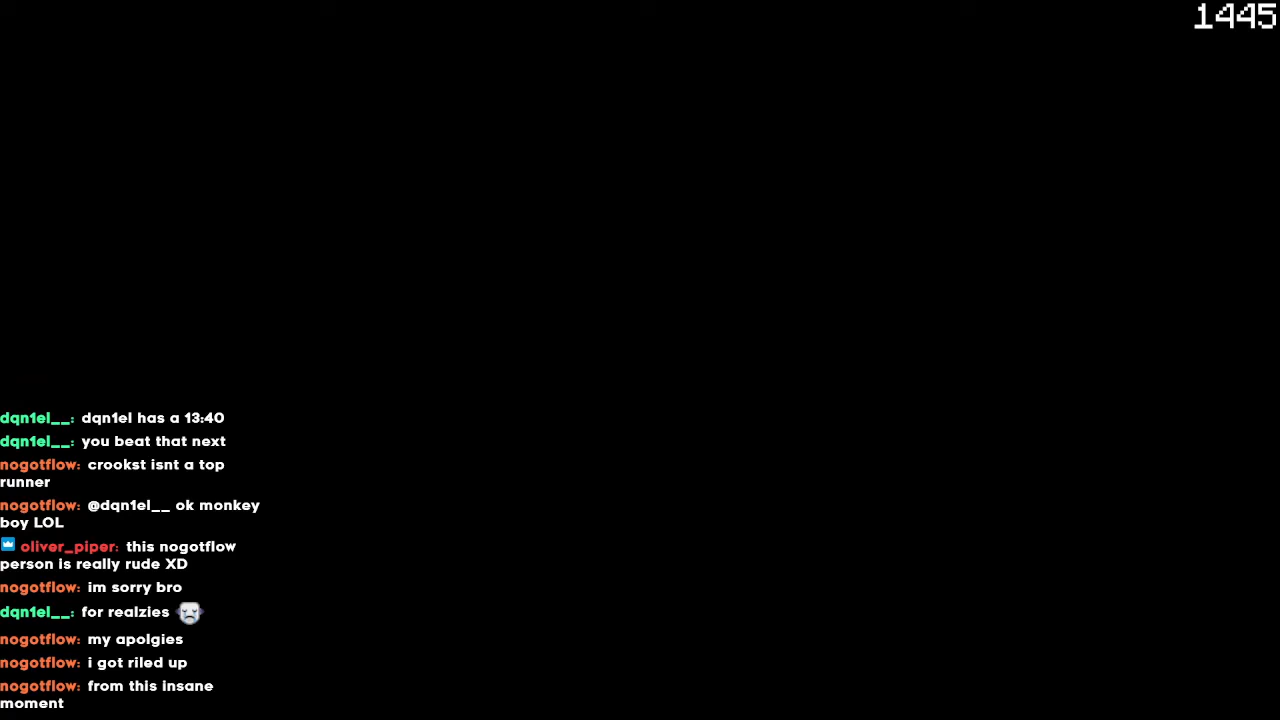 1445
dqn1el__: dqn1el has a 13:40
dqn1el__: you beat that next
nogotflow: crookst isnt a top
runner
nogotflow: @dqn1el__ ok monkey
boy LOL
oliver_piper: this nogotflow
person is really rude XD
nogotflow: im sorry bro
dqn1el__: for realzies
nogotflow: my apolgies
nogotflow: i got riled up
nogotflow: from this insane
moment